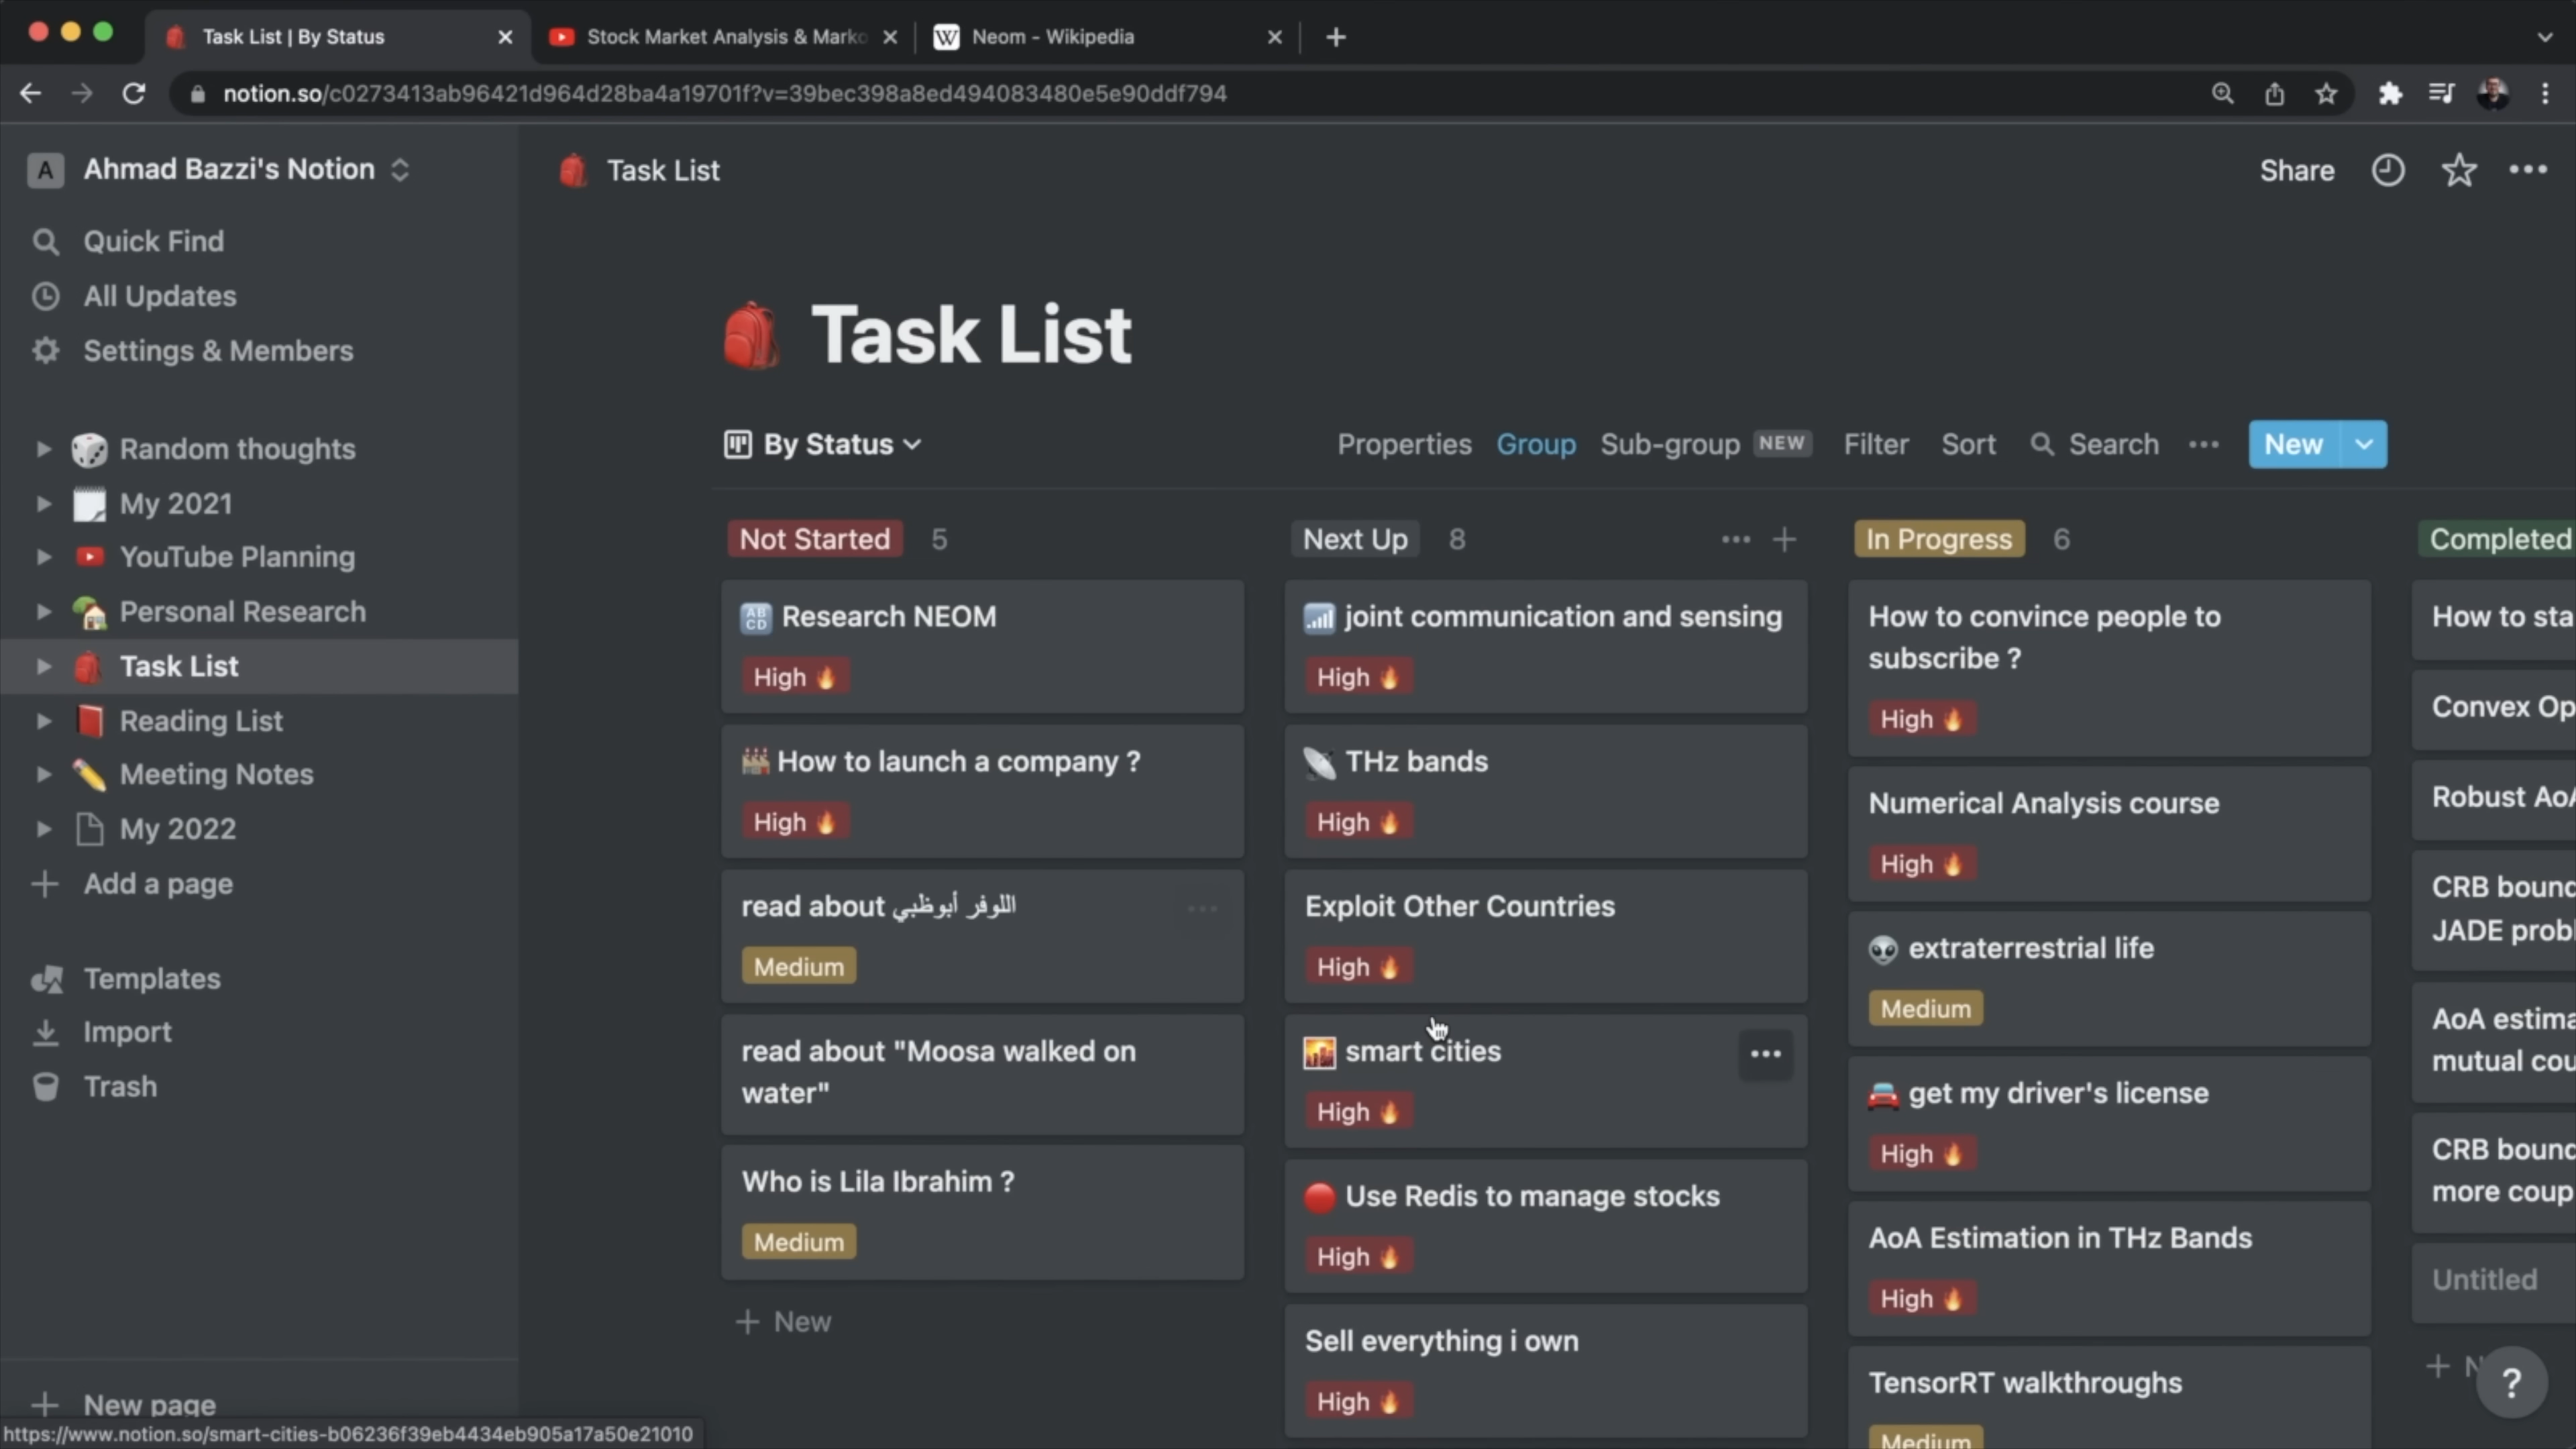 Task List | By Status
Stock Market Analysis & Marko
Neom - Wikipedia
notion.so/c0273413ab96421d964d28ba4a19701f?v=39bec398a8ed494083480e5e90ddf794
A
Ahmad Bazzi's Notion
Quick Find
All Updates
Settings & Members
Random thoughts
My 2021
YouTube Planning
Personal Research
Task List
Reading List
Meeting Notes
My 2022
Add a page
Templates
Import
Trash
New page
https://www.notion.so/smart-cities-b06236f39eb4434eb905a17a50e21010
Task List
Share
Task List
By Status
Properties Group Sub-group NEW Filter Sort Search New
Not Started 5
Research NEOM
High
How to launch a company ?
High
read about اللوفر أبوظبي
Medium
read about "Moosa walked on
water"
Who is Lila Ibrahim ?
Medium
New
Next Up 8
joint communication and sensing
High
THz bands
High
Exploit Other Countries
High
smart cities
High
Use Redis to manage stocks
High
Sell everything i own
High
In Progress 6
How to convince people to
subscribe ?
High
Numerical Analysis course
High
extraterrestrial life
Medium
get my driver's license
High
AoA Estimation in THz Bands
High
TensorRT walkthroughs
Medium
Completed
How to sta
Convex Op
Robust AoA
CRB bound
JADE probl
AoA estima
mutual cou
CRB bound
more coup
Untitled
?